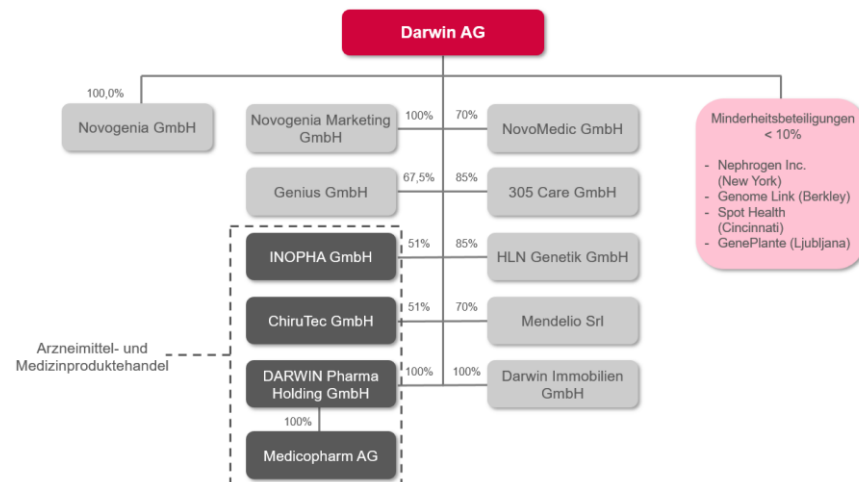 Darwin AG
100,0%
Novogenia GmbH
Novogenia Marketing
GmbH
100%
70%
NovoMedic GmbH
Minderheitsbeteiligungen
< 10%
- Nephrogen Inc.
(New York)
- Genome Link (Berkley)
- Spot Health
(Cincinnati)
- GenePlante (Ljubljana)
Genius GmbH
67,5%
85%
305 Care GmbH
INOPHA GmbH
51%
85%
HLN Genetik GmbH
ChiruTec GmbH
51%
70%
Mendelio Srl
Arzneimittel- und
Medizinproduktehandel
DARWIN Pharma
Holding GmbH
100%
100%
Darwin Immobilien
GmbH
100%
Medicopharm AG